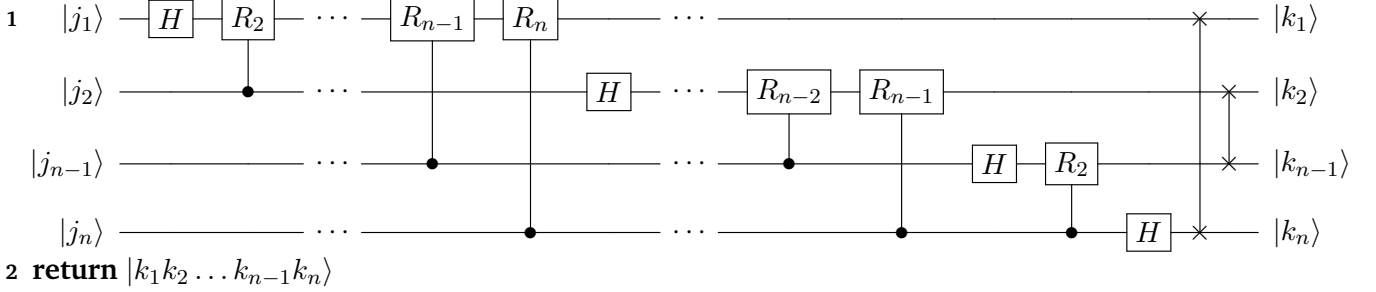 1 |j₁⟩ H R₂ ··· Rₙ₋₁ Rₙ ··· |k₁⟩
|j₂⟩ ··· H ··· Rₙ₋₂ Rₙ₋₁ |k₂⟩
|jₙ₋₁⟩ ··· ··· H R₂ |kₙ₋₁⟩
|jₙ⟩ ··· ··· H |kₙ⟩
2 return |k₁k₂...kₙ₋₁kₙ⟩